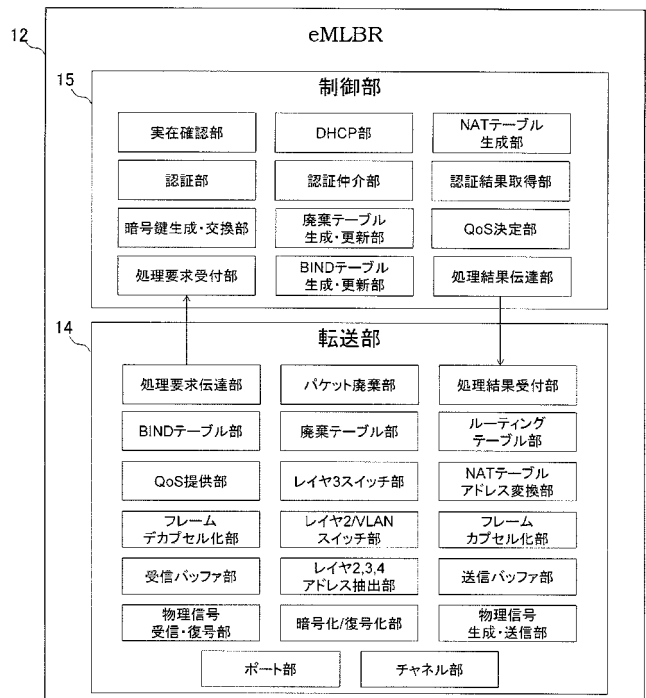 12
eMLBR
15
制御部
実在確認部
DHCP部
NATテーブル
生成部
認証部
認証仲介部
認証結果取得部
暗号鍵生成・交換部
廃棄テーブル
生成・更新部
QoS決定部
処理要求受付部
BINDテーブル
生成・更新部
処理結果伝達部
14
転送部
処理要求伝達部
パケット廃棄部
処理結果受付部
BINDテーブル部
廃棄テーブル部
ルーティング
テーブル部
QoS提供部
レイヤ3スイッチ部
NATテーブル
アドレス変換部
フレーム
デカプセル化部
レイヤ2/VLAN
スイッチ部
フレーム
カプセル化部
受信バッファ部
レイヤ2,3,4
アドレス抽出部
送信バッファ部
物理信号
受信・復号部
暗号化/復号化部
物理信号
生成・送信部
ポート部
チャネル部